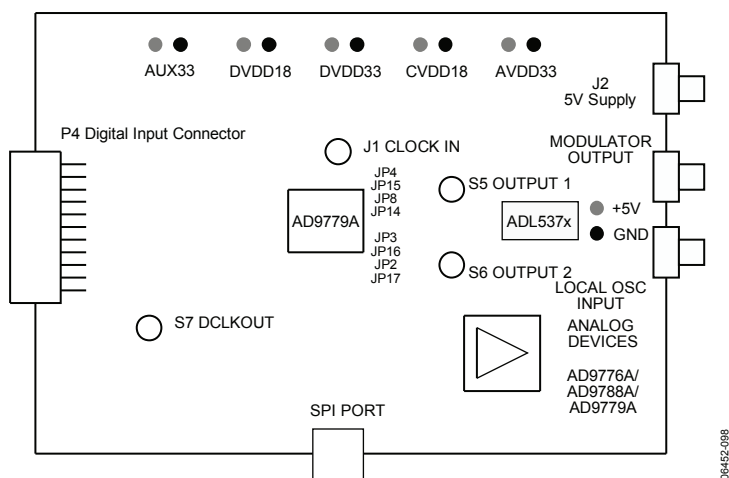 AUX33 DVDD18 DVDD33 CVDD18 AVDD33
J2
5V Supply
P4 Digital Input Connector
J1 CLOCK IN
MODULATOR
OUTPUT
JP4
JP15
JP8
JP14
S5 OUTPUT 1
AD9779A
ADL537x
+5V
GND
JP3
JP16
JP2
JP17
S6 OUTPUT 2
LOCAL OSC
INPUT
S7 DCLKOUT
ANALOG
DEVICES
AD9776A/
AD9788A/
AD9779A
SPI PORT
06452-098